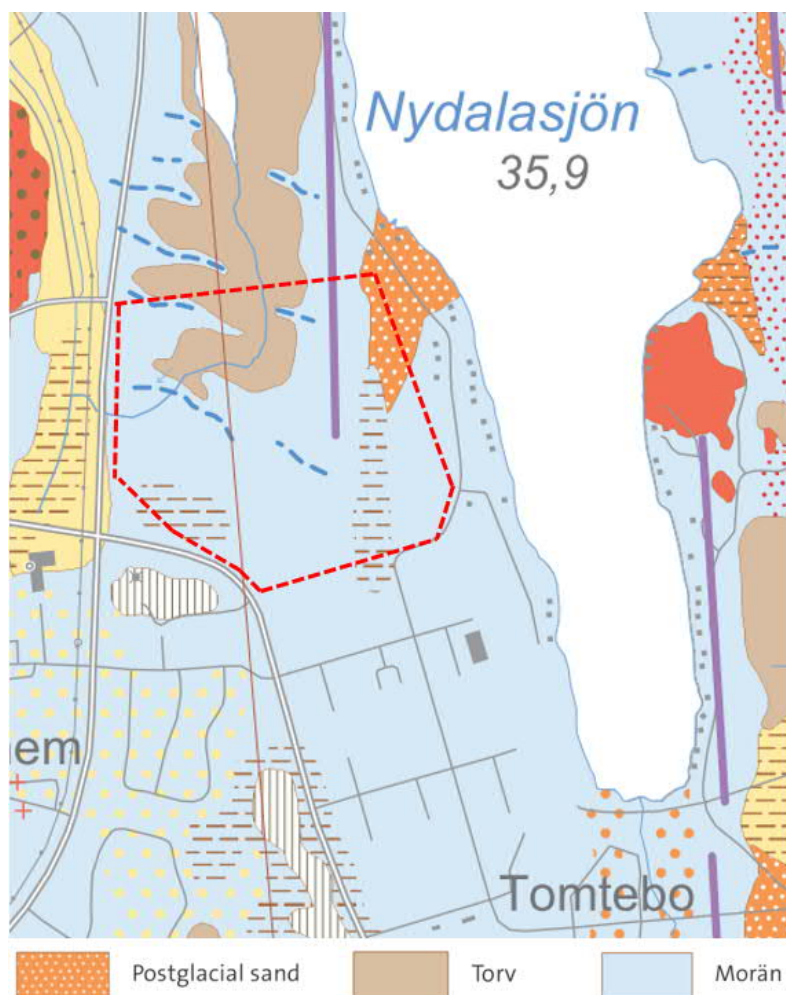 Nydalasjön
35,9
em
Tomtebo
Postglacial sand
Torv
Morän